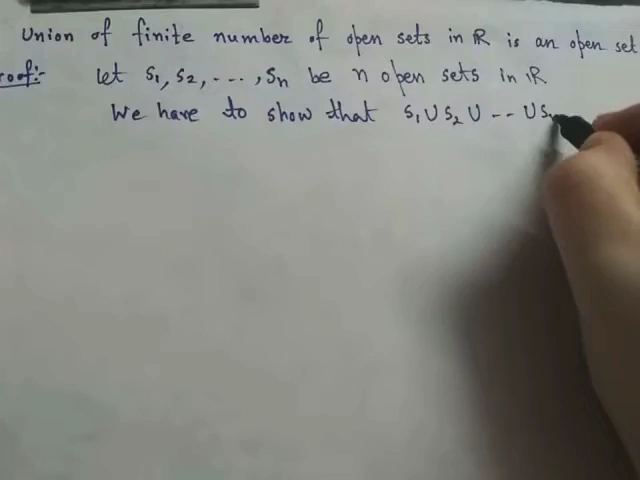 Union of finite number of open sets in ℝ is an open set
roof:- Let S₁, S₂, ---, Sn be n open sets in ℝ
We have to show that S₁ ∪ S₂ ∪ -- ∪ S